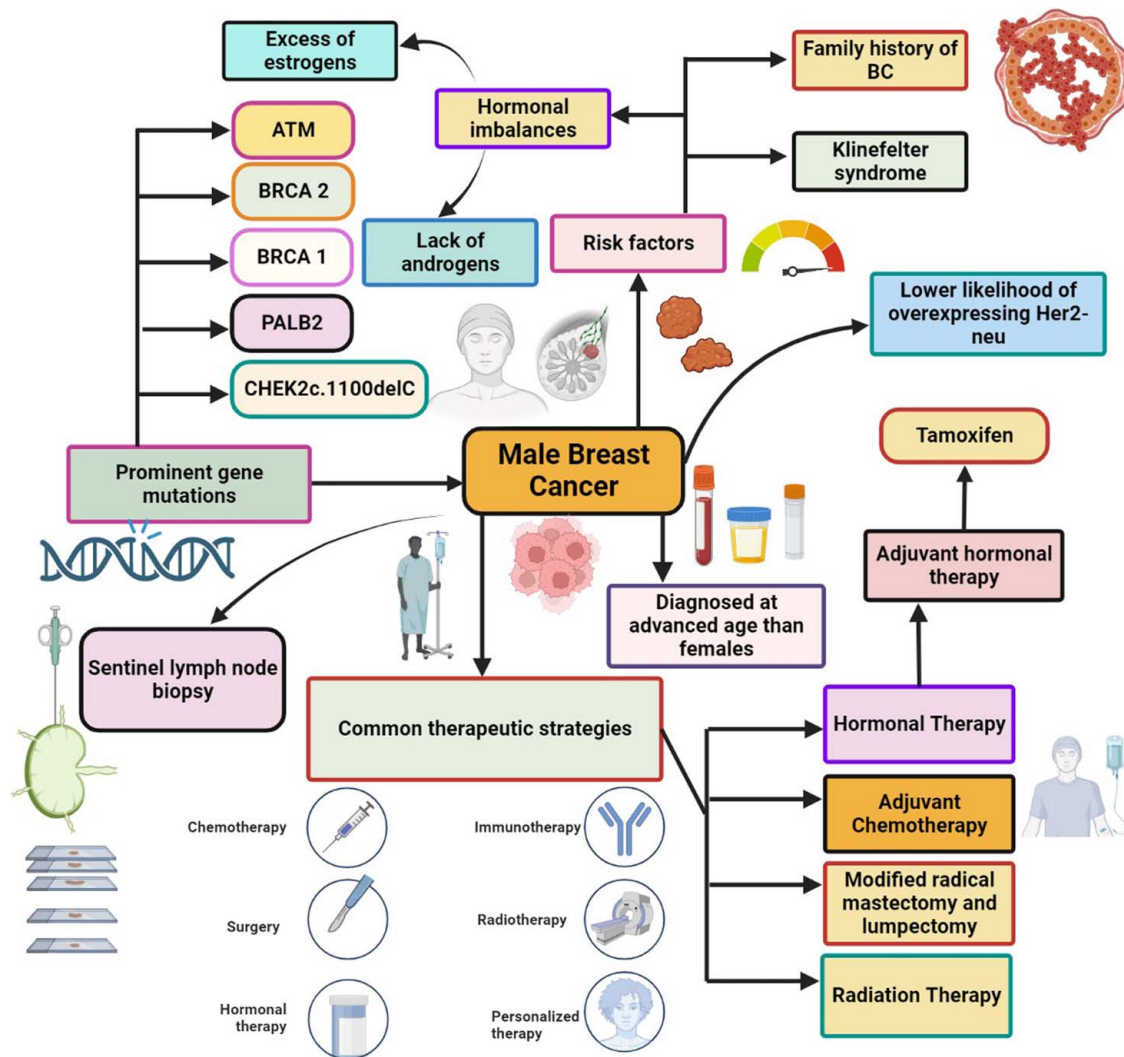 Excess of
estrogens
Family history of
BC
Hormonal
imbalances
ATM
Klinefelter
syndrome
BRCA 2
Lack of
androgens
Risk factors
BRCA 1
Lower likelihood of
overexpressing Her2-
neu
PALB2
CHEK2c.1100delC
Tamoxifen
Male Breast
Cancer
Prominent gene
mutations
Adjuvant hormonal
therapy
Diagnosed at
advanced age than
females
Sentinel lymph node
biopsy
Common therapeutic strategies
Hormonal Therapy
Adjuvant
Chemotherapy
Chemotherapy
Immunotherapy
Modified radical
mastectomy and
lumpectomy
Surgery
Radiotherapy
Radiation Therapy
Hormonal
therapy
Personalized
therapy